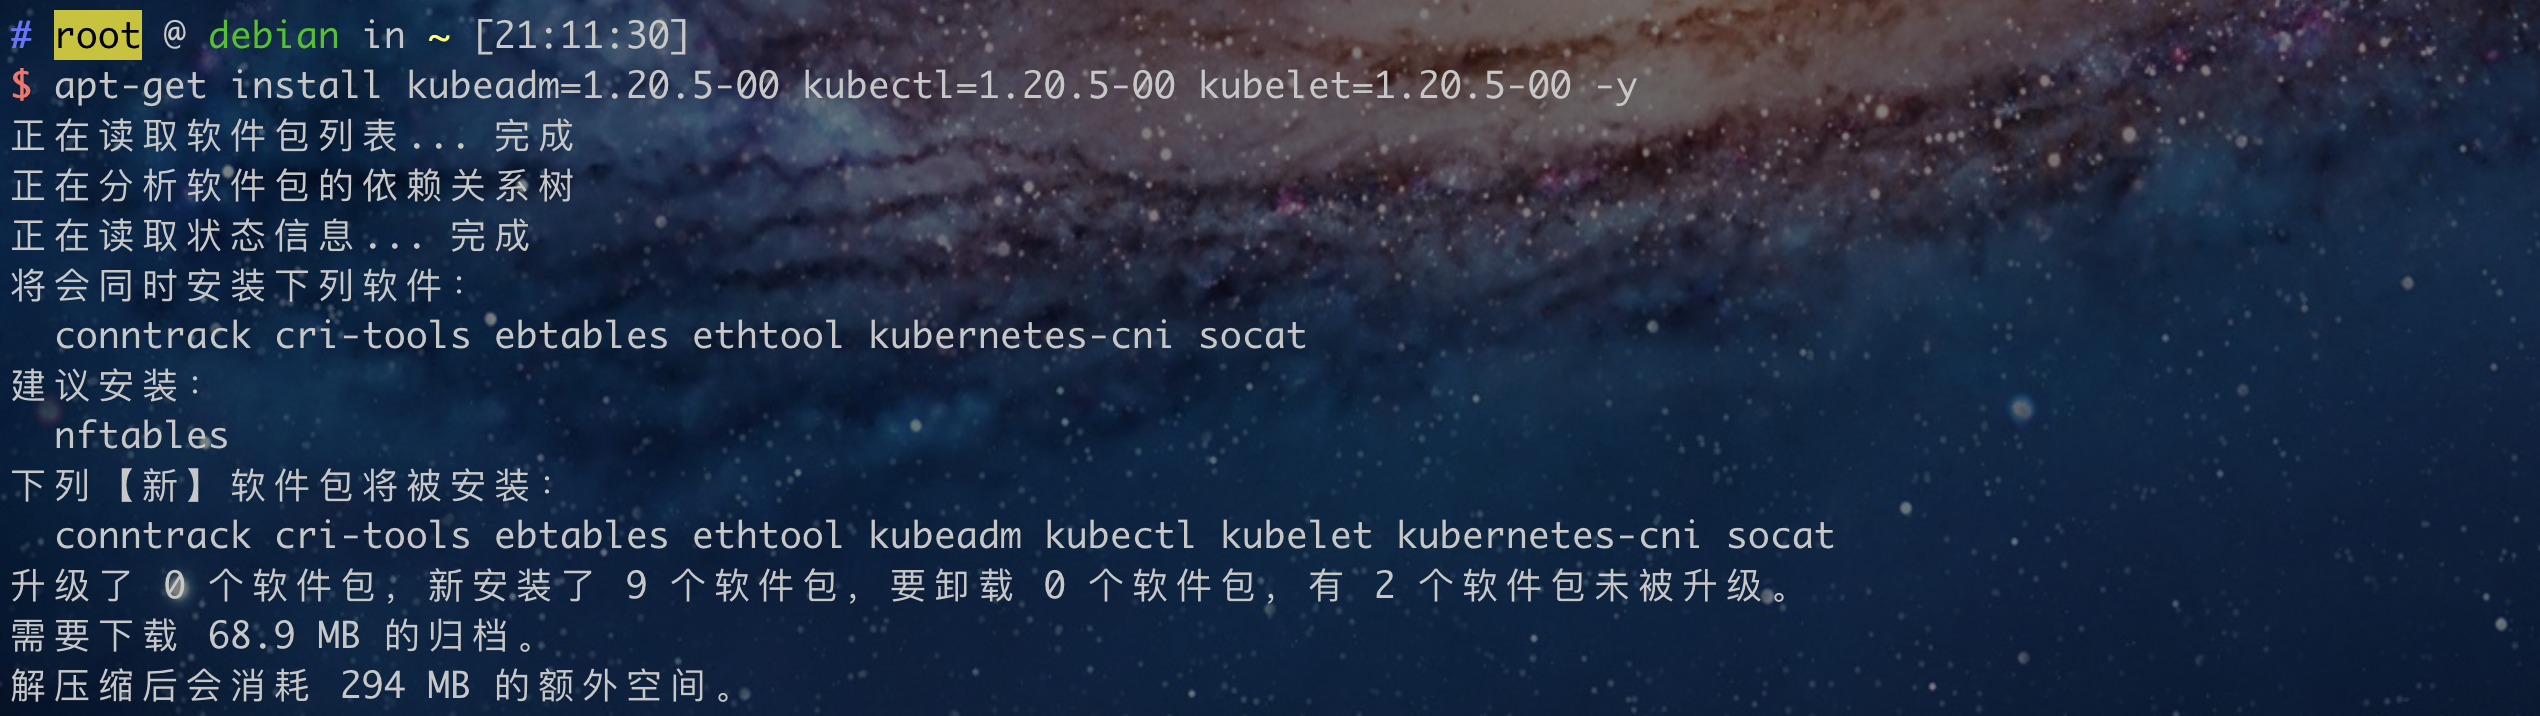 # root @ debian in ~ [21:11:30]
$ apt-get install kubeadm=1.20.5-00 kubectl=1.20.5-00 kubelet=1.20.5-00 -y
正在读取软件包列表... 完成
正在分析软件包的依赖关系树
正在读取状态信息... 完成
将会同时安装下列软件：
  conntrack cri-tools ebtables ethtool kubernetes-cni socat
建议安装：
  nftables
下列【新】软件包将被安装：
  conntrack cri-tools ebtables ethtool kubeadm kubectl kubelet kubernetes-cni socat
升级了 0 个软件包，新安装了 9 个软件包，要卸载 0 个软件包，有 2 个软件包未被升级。
需要下载 68.9 MB 的归档。
解压缩后会消耗 294 MB 的额外空间。